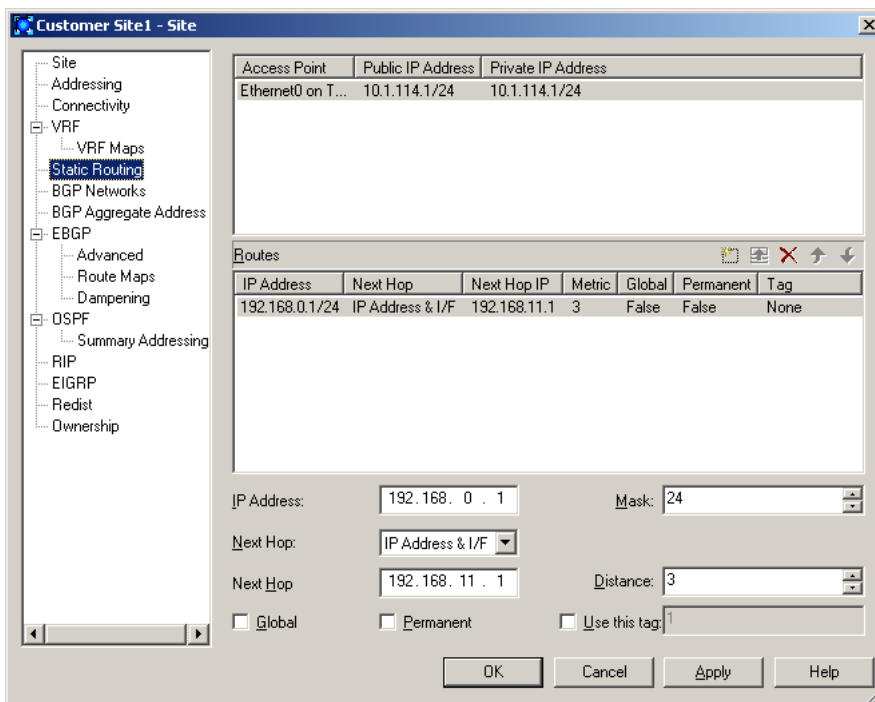 Customer Site1 - Site
Site
Addressing
Connectivity
VRF
VRF Maps
Static Routing
BGP Networks
BGP Aggregate Address
EBGP
Advanced
Route Maps
Dampening
OSPF
Summary Addressing
RIP
EIGRP
Redist
Ownership
Access Point Public IP Address Private IP Address
Ethernet0 on T... 10.1.114.1/24 10.1.114.1/24
Routes
IP Address Next Hop Next Hop IP Metric Global Permanent Tag
192.168.0.1/24 IP Address & I/F 192.168.11.1 3 False False None
IP Address: 192.168. 0 . 1 Mask: 24
Next Hop: IP Address & I/F
Next Hop 192.168. 11 . 1 Distance: 3
Global Permanent Use this tag: 1
OK Cancel Apply Help